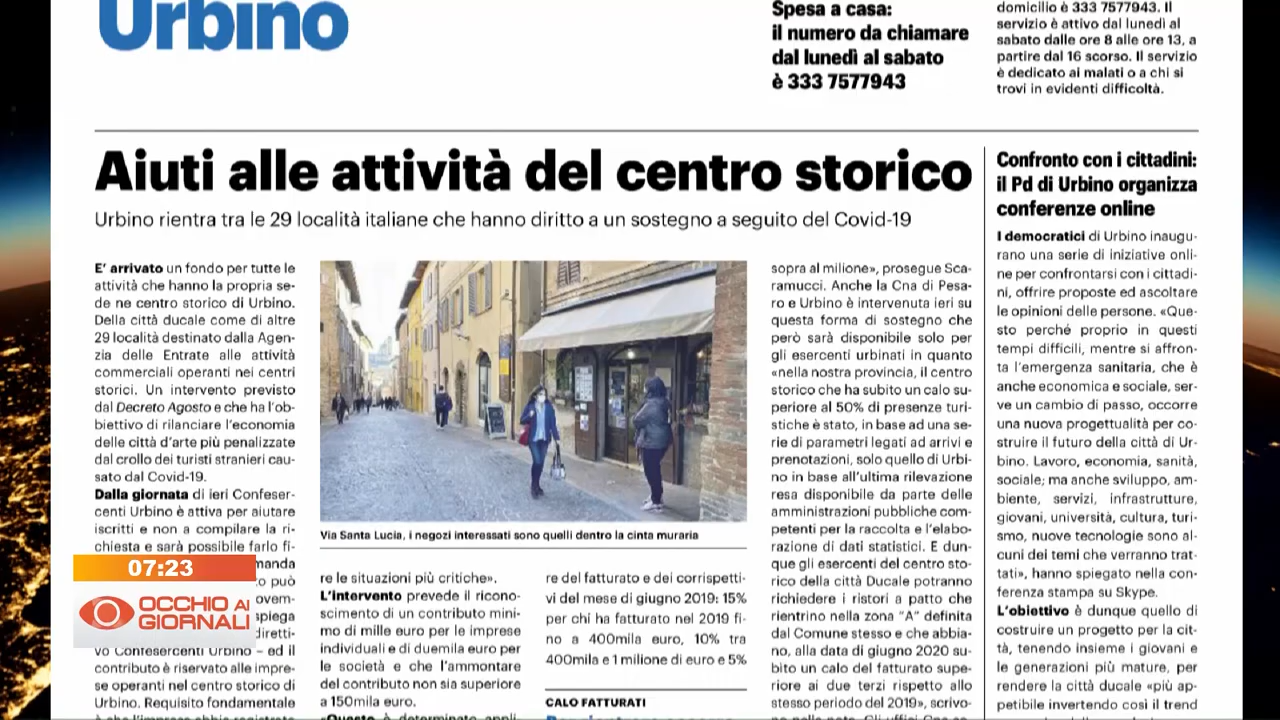 Urbino
Spesa a casa:
il numero da chiamare
dal lunedì al sabato
è 333 7577943
domicilio è 333 7577943. Il
servizio è attivo dal lunedì al
sabato dalle ore 8 alle ore 13, a
partire dal 16 scorso. Il servizio
è dedicato ai malati o a chi si
trovi in evidenti difficoltà.
Aiuti alle attività del centro storico
Urbino rientra tra le 29 località italiane che hanno diritto a un sostegno a seguito del Covid-19
E' arrivato un fondo per tutte le
attività che hanno la propria se-
de ne centro storico di Urbino.
Della città ducale come di altre
29 località destinato dalla Agen-
zia delle Entrate alle attività
commerciali operanti nei centri
storici. Un intervento previsto
dal Decreto Agosto e che ha l'ob-
biettivo di rilanciare l'economia
delle città d'arte più penalizzate
dal crollo dei turisti stranieri cau-
sato dal Covid-19.
Dalla giornata di ieri Confeser-
centi Urbino è attiva per aiutare
iscritti e non a compilare la ri-
chiesta e sarà possibile farlo fi-
manda
o può
ovem-
spiega
diretti-
vo Confesercenti Urbino – ed il
contributo è riservato alle impre-
se operanti nel centro storico di
Urbino. Requisito fondamentale
Via Santa Lucia, i negozi interessati sono quelli dentro la cinta muraria
re le situazioni più critiche».
L'intervento prevede il ricono-
scimento di un contributo mini-
mo di mille euro per le imprese
individuali e di duemila euro per
le società e che l'ammontare
del contributo non sia superiore
a 150mila euro.
re del fatturato e dei corrispetti-
vi del mese di giugno 2019: 15%
per chi ha fatturato nel 2019 fi-
no a 400mila euro, 10% tra
400mila e 1 milione di euro e 5%
CALO FATTURATI
sopra al milione», prosegue Sca-
ramucci. Anche la Cna di Pesa-
ro e Urbino è intervenuta ieri su
questa forma di sostegno che
però sarà disponibile solo per
gli esercenti urbinati in quanto
«nella nostra provincia, il centro
storico che ha subito un calo su-
periore al 50% di presenze turi-
stiche è stato, in base ad una se-
rie di parametri legati ad arrivi e
prenotazioni, solo quello di Urbi-
no in base all'ultima rilevazione
resa disponibile da parte delle
amministrazioni pubbliche com-
petenti per la raccolta e l'elabo-
razione di dati statistici. E dun-
que gli esercenti del centro sto-
rico della città Ducale potranno
richiedere i ristori a patto che
rientrino nella zona "A" definita
dal Comune stesso e che abbia-
no, alla data di giugno 2020 su-
bito un calo del fatturato supe-
riore ai due terzi rispetto allo
stesso periodo del 2019», scrivo-
Confronto con i cittadini:
il Pd di Urbino organizza
conferenze online
I democratici di Urbino inaugu-
rano una serie di iniziative onli-
ne per confrontarsi con i cittadi-
ni, offrire proposte ed ascoltare
le opinioni delle persone. «Que-
sto perché proprio in questi
tempi difficili, mentre si affron-
ta l'emergenza sanitaria, che è
anche economica e sociale, ser-
ve un cambio di passo, occorre
una nuova progettualità per co-
struire il futuro della città di Ur-
bino. Lavoro, economia, sanità,
sociale; ma anche sviluppo, am-
biente, servizi, infrastrutture,
giovani, università, cultura, turi-
smo, nuove tecnologie sono al-
cuni dei temi che verranno trat-
tati», hanno spiegato nella con-
ferenza stampa su Skype.
L'obiettivo è dunque quello di
costruire un progetto per la cit-
tà, tenendo insieme i giovani e
le generazioni più mature, per
rendere la città ducale «più ap-
petibile invertendo così il trend
07:23
OCCHIO AI
GIORNALI